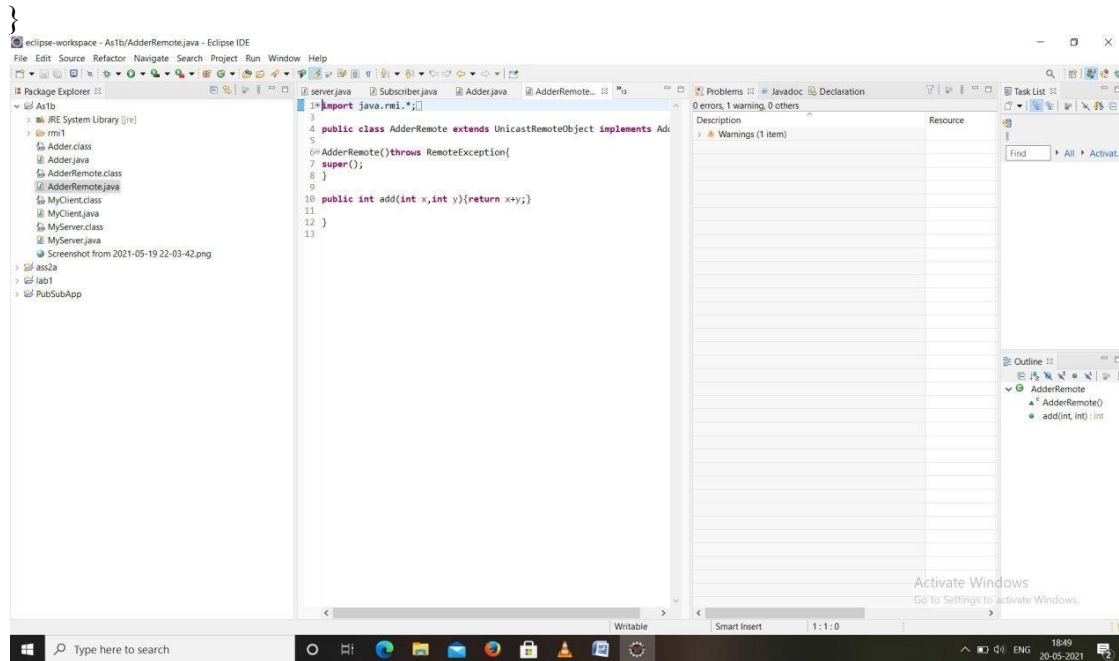 }
eclipse-workspace - As1b/AdderRemote.java - Eclipse IDE
File Edit Source Refactor Navigate Search Project Run Window Help
Package Explorer
As1b
JRE System Library [jre]
rmi1
Adder.class
Adder.java
AdderRemote.class
AdderRemote.java
MyClient.class
MyClient.java
MyServer.class
MyServer.java
Screenshot from 2021-05-19 22-03-42.png
ass2a
lab1
PubSubApp
server.java Subscriber.java Adder.java AdderRemote... »13
1 import java.rmi.*;
3
4 public class AdderRemote extends UnicastRemoteObject implements Add
5
6 AdderRemote()throws RemoteException{
7 super();
8 }
9
10 public int add(int x,int y){return x+y;}
11
12 }
13
Problems Javadoc Declaration
0 errors, 1 warning, 0 others
Description Resource
Warnings (1 item)
Task List
Find All Activat...
Outline
AdderRemote
AdderRemote()
add(int, int) : int
Activate Windows
Go to Settings to activate Windows.
Writable Smart Insert 1:1:0
Type here to search
ENG
18:49
20-05-2021